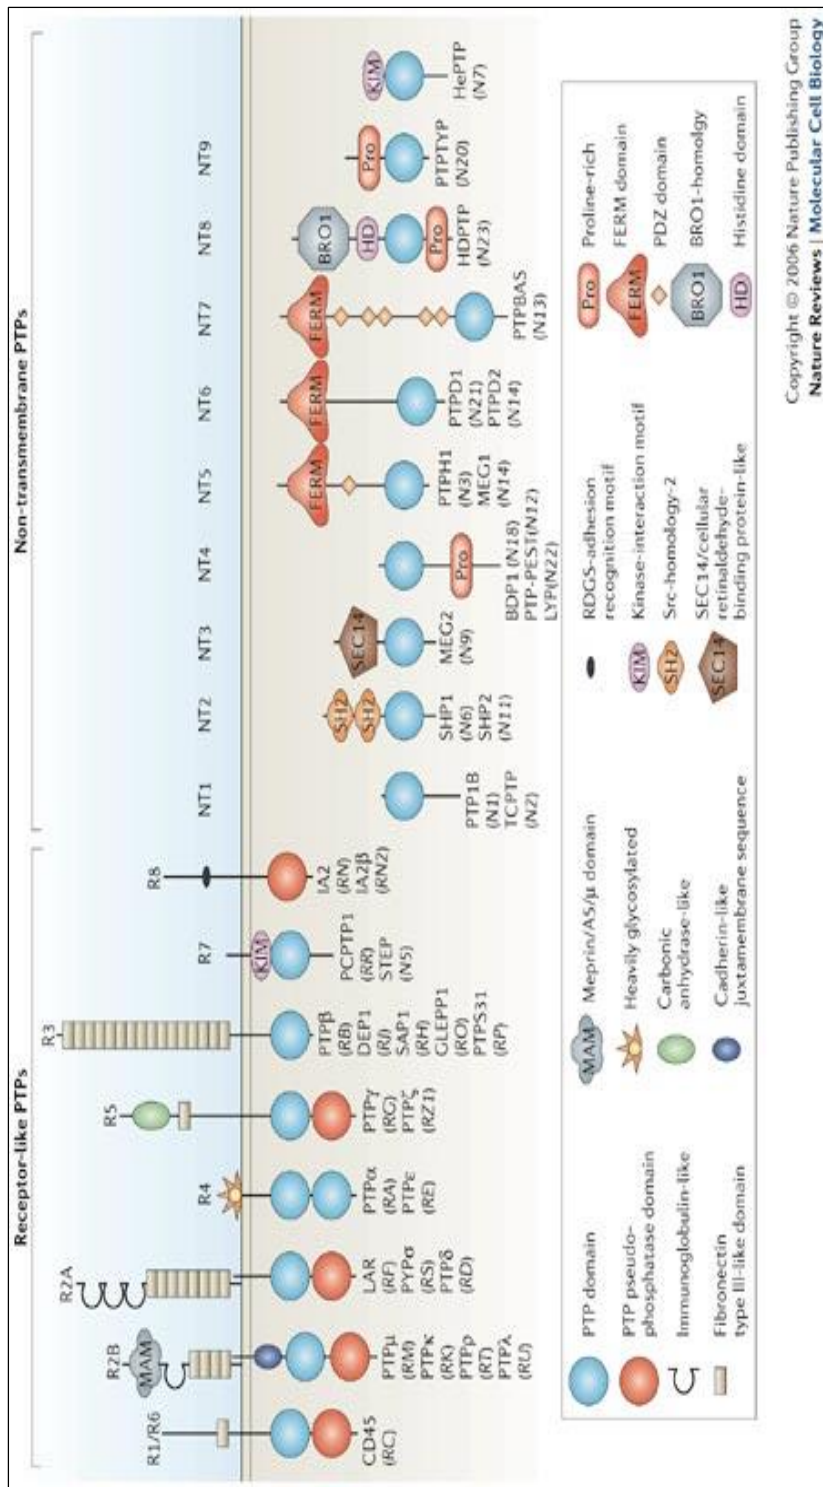 Receptor-like PTPs
Non-transmembrane PTPs
R1/R6
R2B
R2A
R4
R5
R3
R7
R8
NT1
NT2
NT3
NT4
NT5
NT6
NT7
NT8
NT9
MAM
KIM
SH2
SH2
SEC14
Pro
FERM
FERM
FERM
BRO1
HD
Pro
Pro
KIM
CD45
(RC)
PTPμ
(RM)
PTPκ
(RK)
PTPρ
(RT)
PTPλ
(RU)
LAR
(RF)
PYPσ
(RS)
PTPδ
(RD)
PTPα
(RA)
PTPε
(RE)
PTPγ
(RG)
PTPζ
(RZ1)
PTPβ
(RB)
DEP1
(RJ)
SAP1
(RH)
GLEPP1
(RO)
PTPS31
(RP)
PCPTP1
(RR)
STEP
(N5)
IA2
(RN)
IA2β
(RN2)
PTP1B
(N1)
TCPTP
(N2)
SHP1
(N6)
SHP2
(N11)
MEG2
(N9)
BDP1 (N18)
PTP-PEST(N12)
LYP(N22)
PTPH1
(N3)
MEG1
(N14)
PTPD1
(N21)
PTPD2
(N14)
PTPBAS
(N13)
HDPTP
(N23)
PTPTYP
(N20)
HePTP
(N7)
PTP domain
PTP pseudo-
phosphatase domain
Immunoglobulin-like
Fibronectin
type III-like domain
MAM
Meprin/A5/μ domain
Heavily glycosylated
Carbonic
anhydrase-like
Cadherin-like
juxtamembrane sequence
RDGS-adhesion
recognition motif
KIM
Kinase-interaction motif
SH2
Src-homology-2
SEC14
SEC14/cellular
retinaldehyde-
binding protein-like
Pro
Proline-rich
FERM
FERM domain
PDZ domain
BRO1
BRO1-homolgy
HD
Histidine domain
Copyright © 2006 Nature Publishing Group
Nature Reviews | Molecular Cell Biology